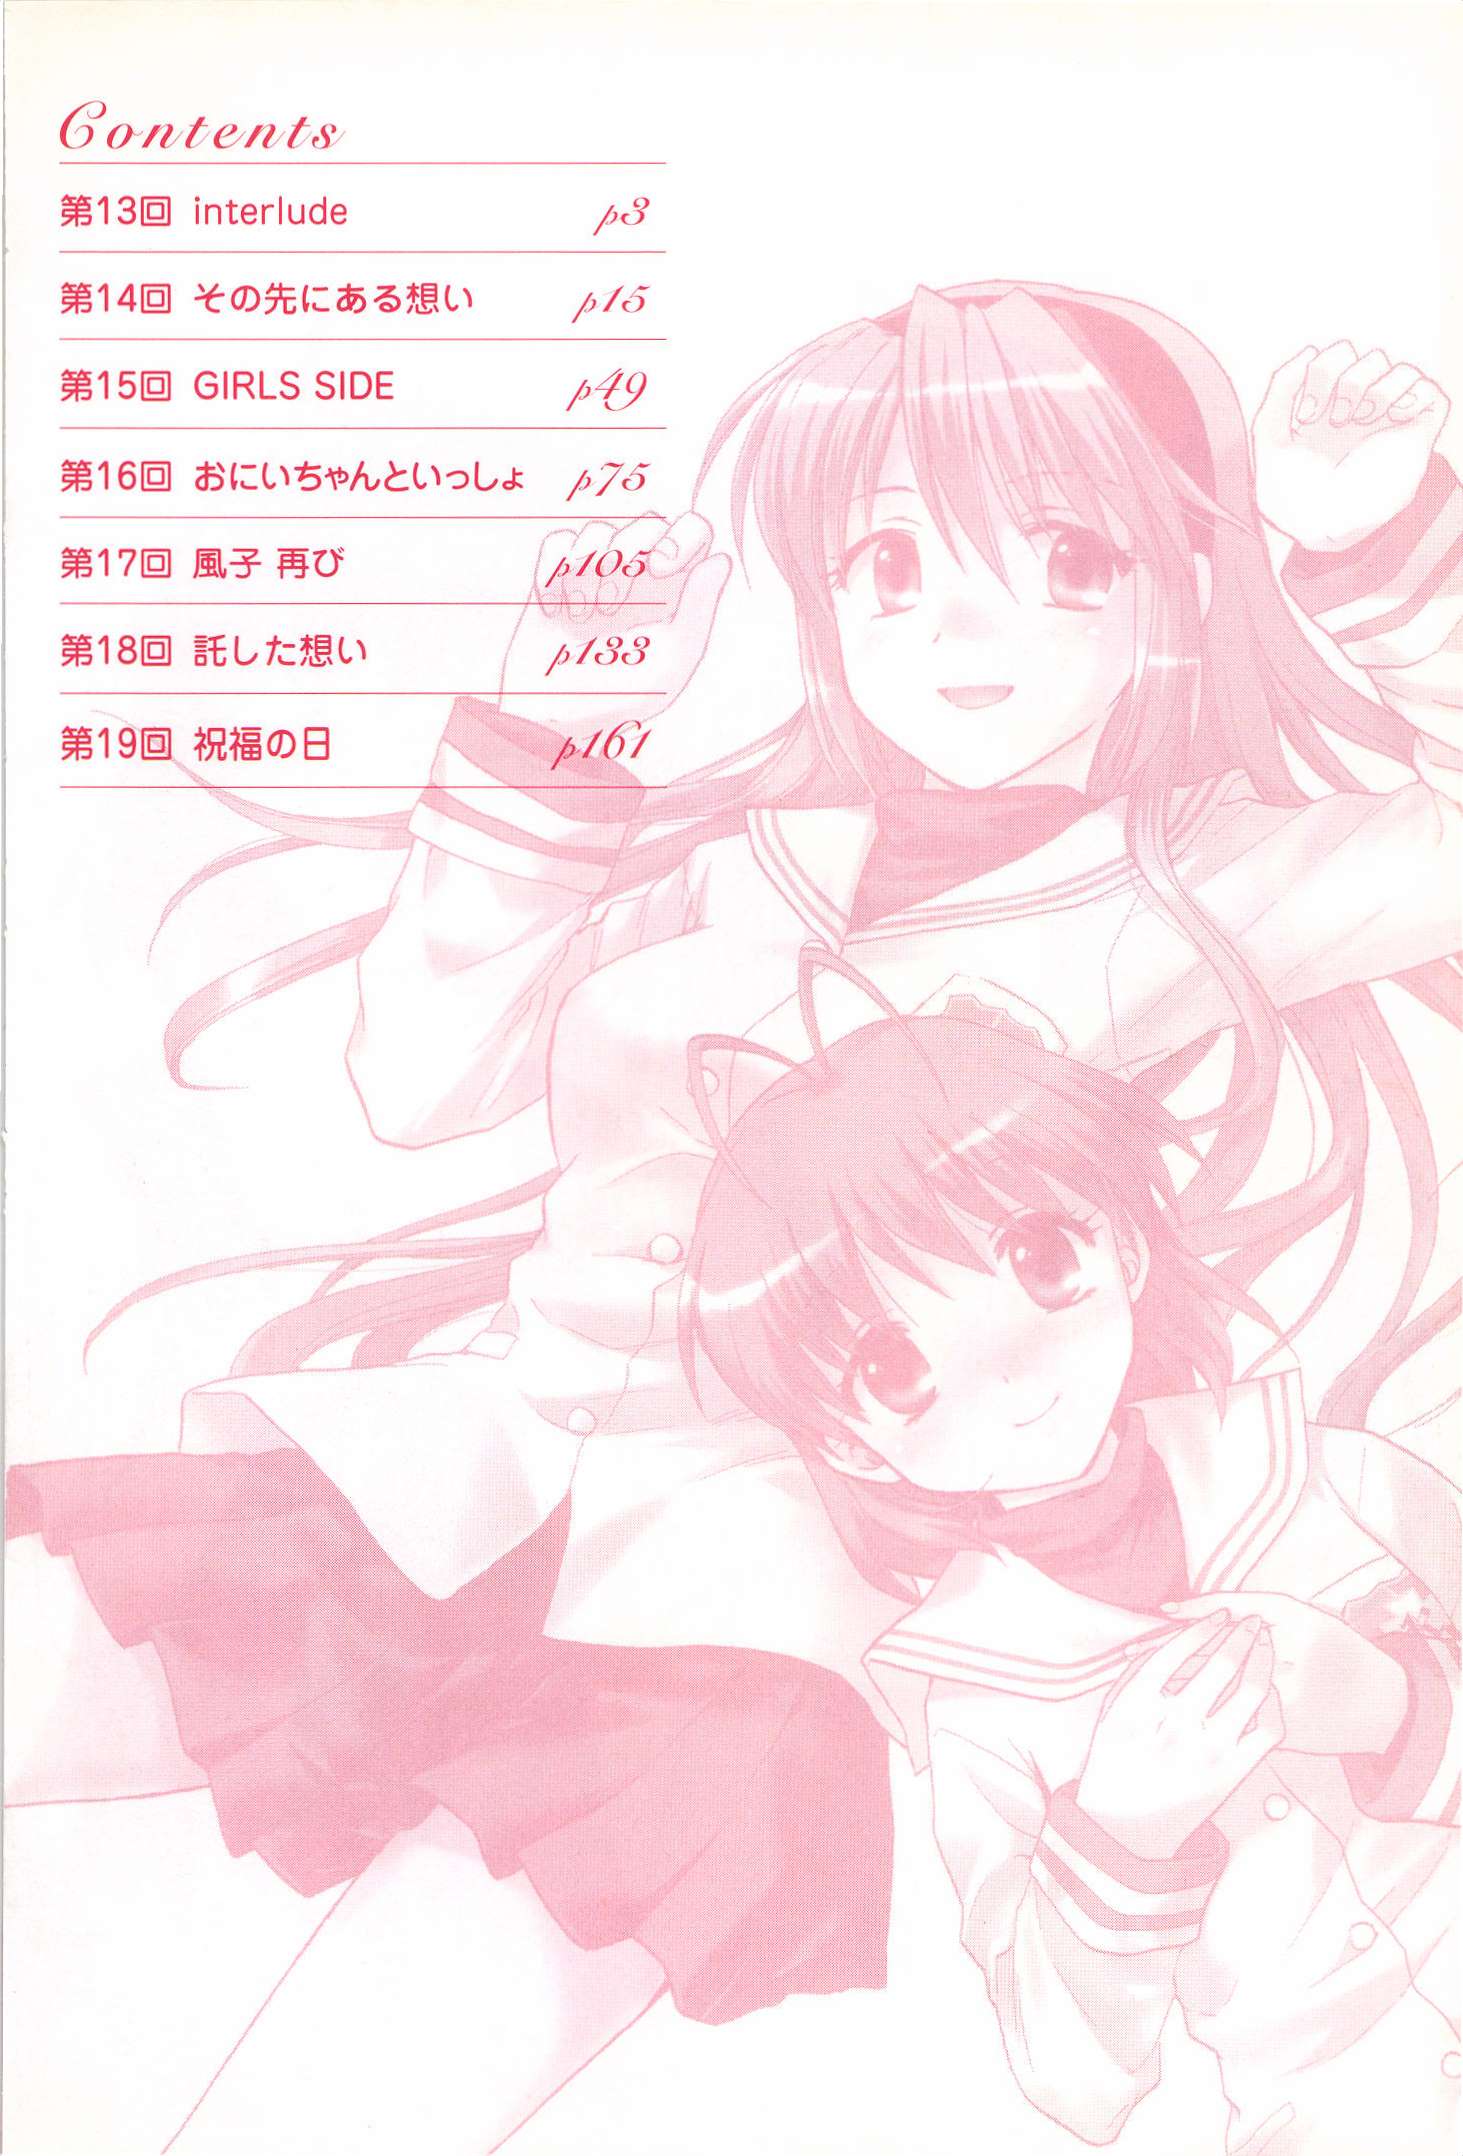 Contents
第13回 interlude p3
第14回 その先にある想い p15
第15回 GIRLS SIDE p49
第16回 おにいちゃんといっしょ p75
第17回 風子 再び p105
第18回 託した想い p133
第19回 祝福の日 p161